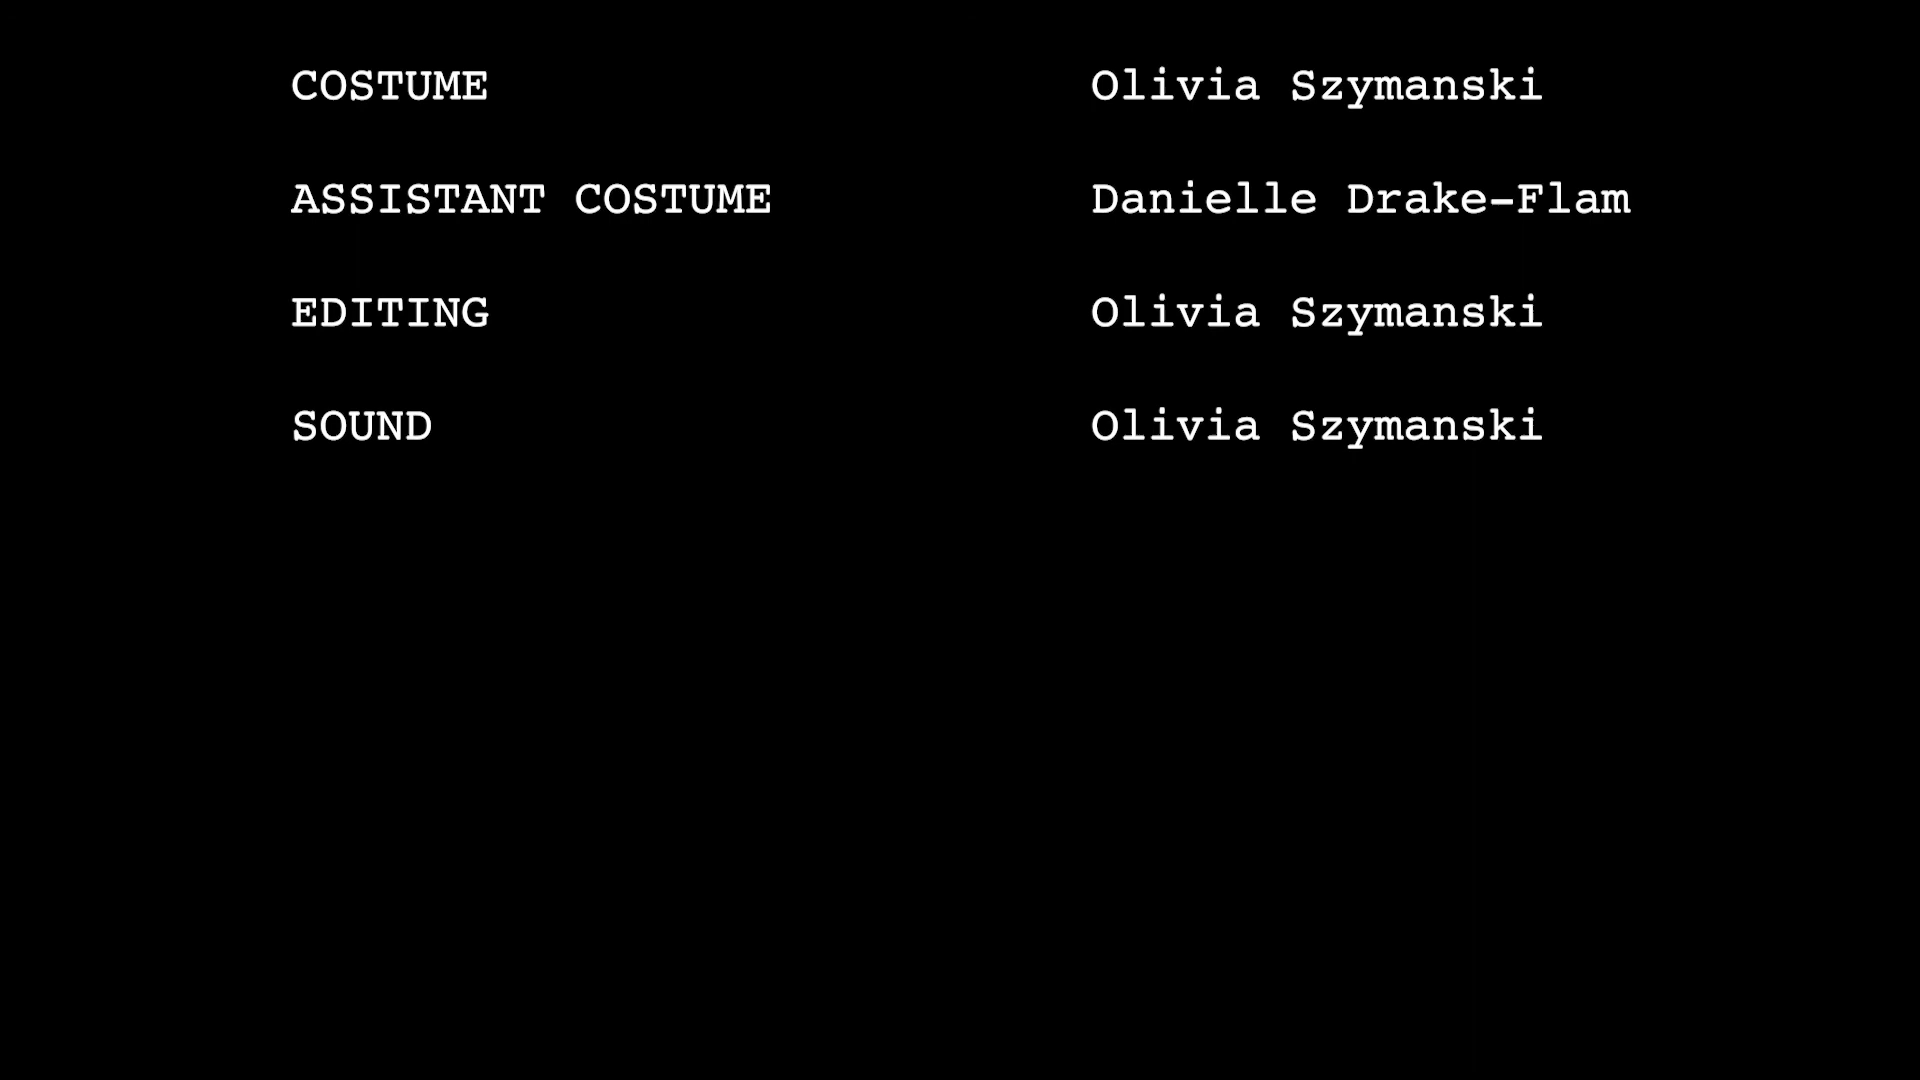 COSTUME Olivia Szymanski
ASSISTANT COSTUME Danielle Drake-Flam
EDITING Olivia Szymanski
SOUND Olivia Szymanski